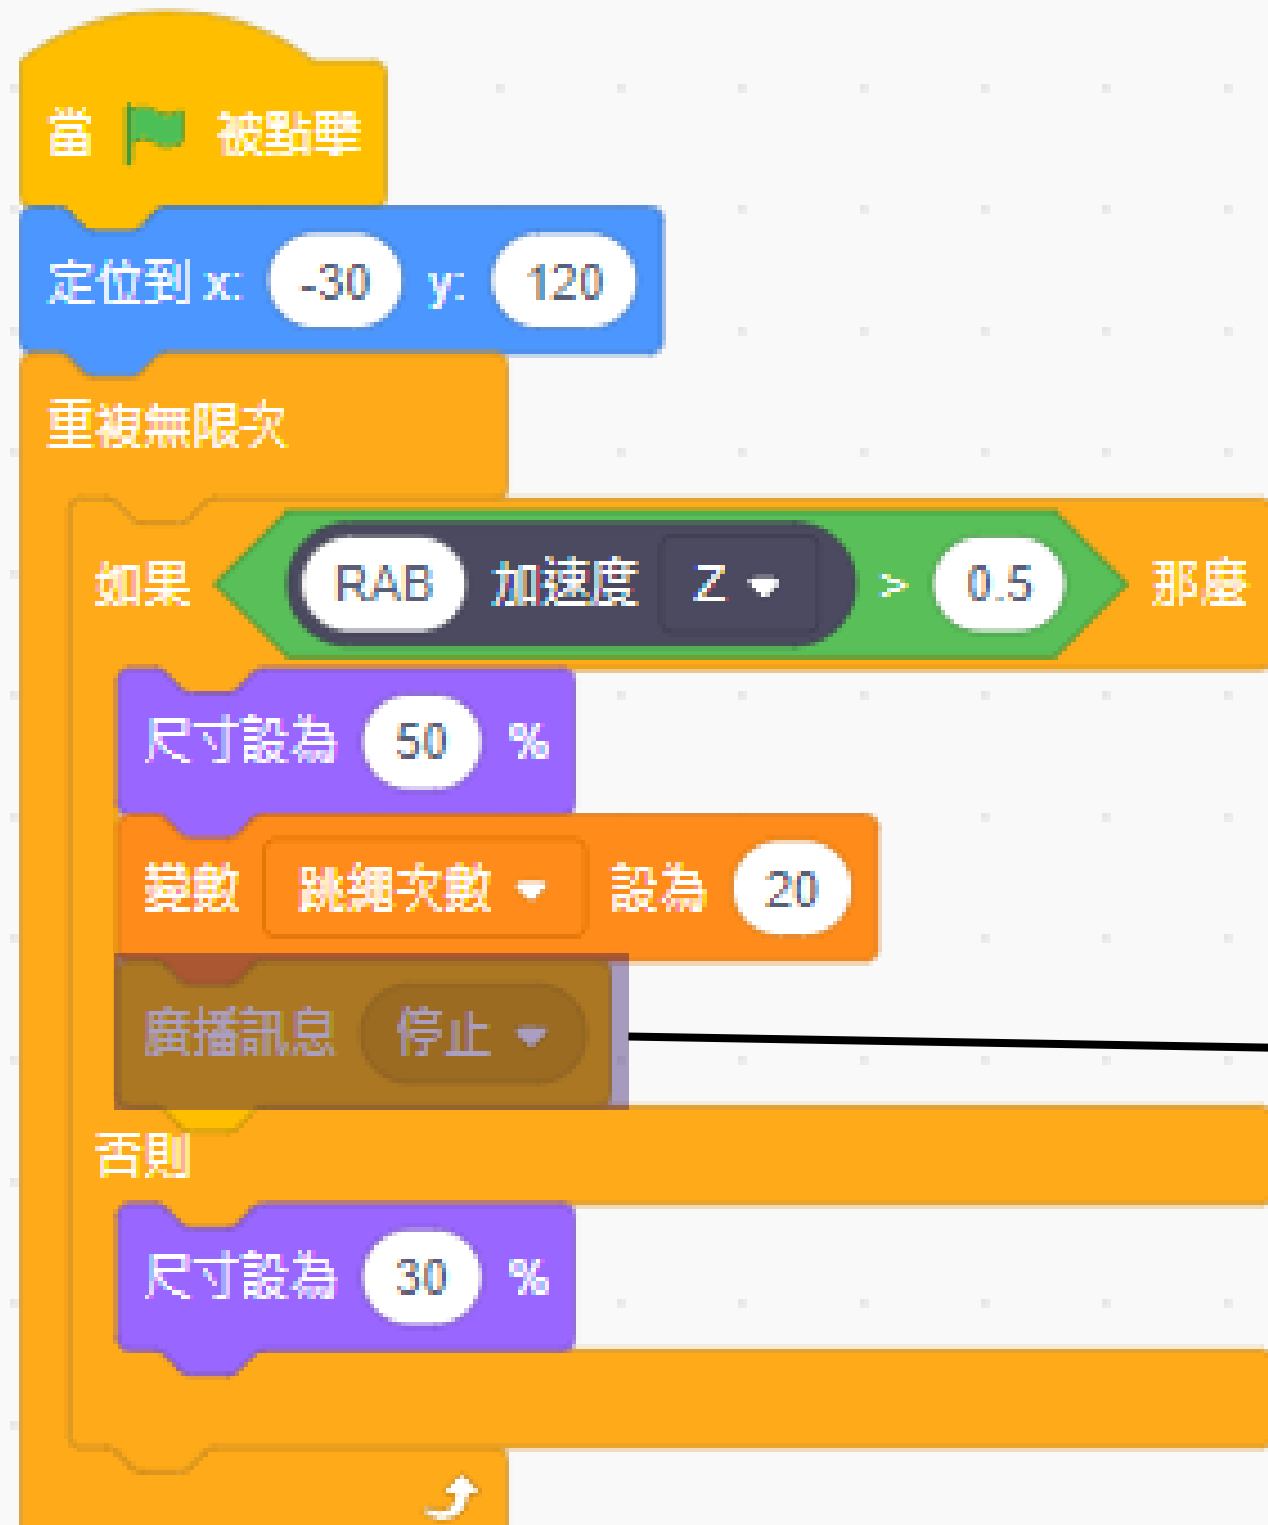 當 被點擊
定位到 x: -30 y: 120
重複無限次
如果 RAB 加速度 Z > 0.5 那麼
尺寸設為 50 %
變數 跳繩次數 設為 20
廣播訊息 停止
否則
尺寸設為 30 %